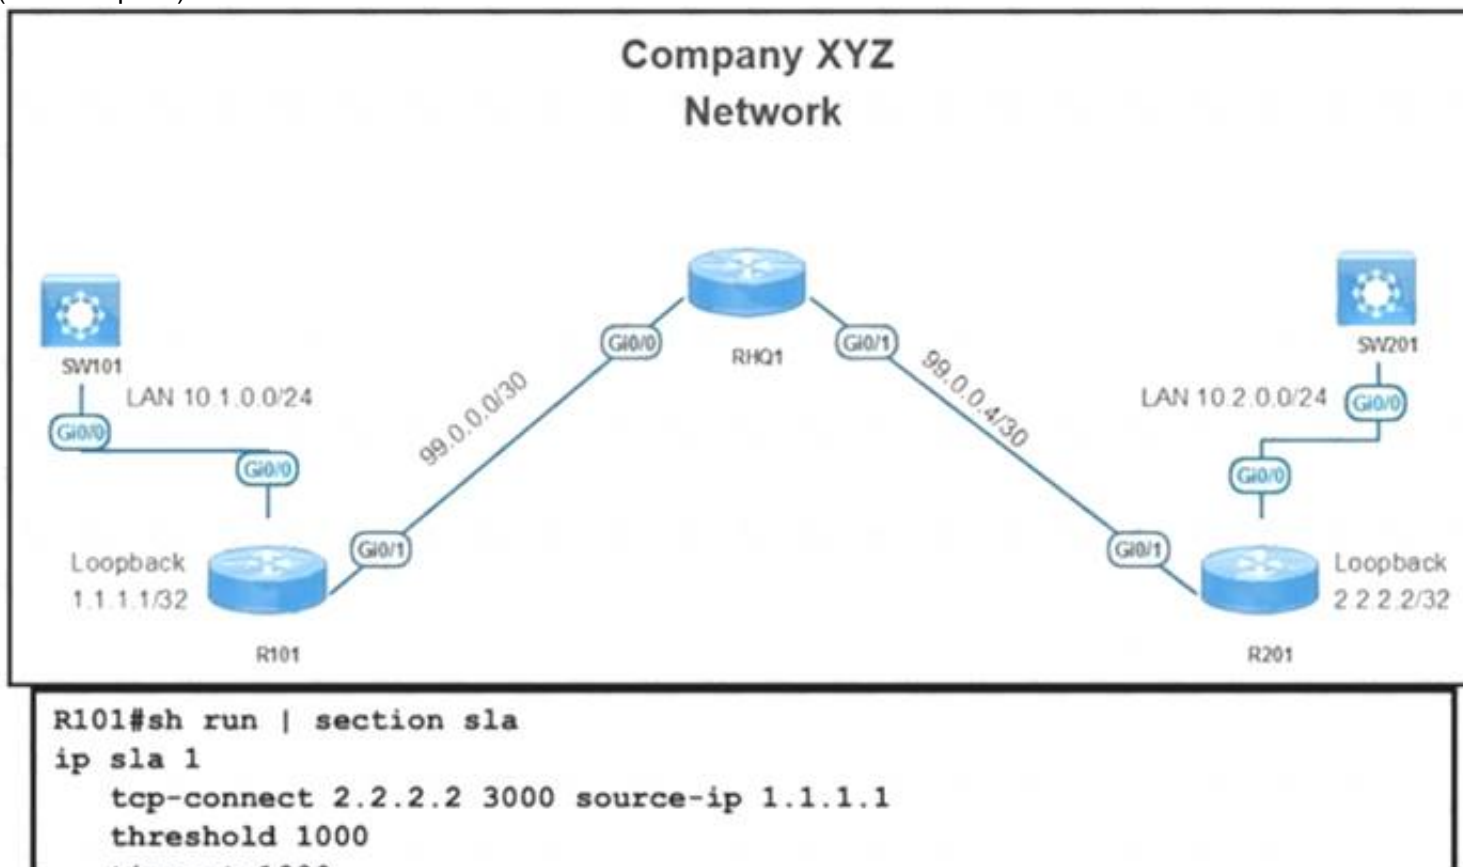 Company XYZ
Network
SW101
LAN 10 1.0.0/24
Gi0/0
Gi0/0
99.0.0.0/30
Gi0/0
RHQ1
Gi0/1
99.0.0.4/30
SW201
LAN 10.2.0.0/24
Gi0/0
Gi0/0
Gi0/1
Loopback
1.1.1.1/32
R101
Gi0/1
Loopback
2 2.2.2/32
R201
R101#sh run | section sla
ip sla 1
tcp-connect 2.2.2.2 3000 source-ip 1.1.1.1
threshold 1000